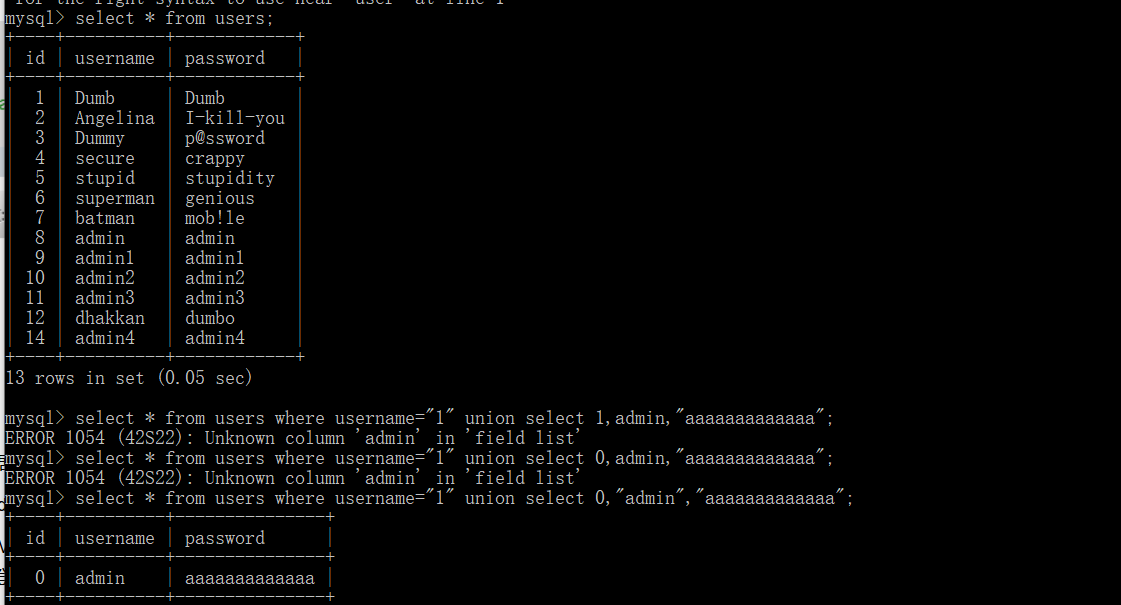 for the right syntax to use near 'user' at line 1
mysql> select * from users;
+----+----------+------------+
| id | username | password   |
+----+----------+------------+
|  1 | Dumb     | Dumb       |
|  2 | Angelina | I-kill-you |
|  3 | Dummy    | p@ssword   |
|  4 | secure   | crappy     |
|  5 | stupid   | stupidity  |
|  6 | superman | genious    |
|  7 | batman   | mob!le     |
|  8 | admin    | admin      |
|  9 | admin1   | admin1     |
| 10 | admin2   | admin2     |
| 11 | admin3   | admin3     |
| 12 | dhakkan  | dumbo      |
| 14 | admin4   | admin4     |
+----+----------+------------+
13 rows in set (0.05 sec)
mysql> select * from users where username="1" union select 1,admin,"aaaaaaaaaaaaa";
ERROR 1054 (42S22): Unknown column 'admin' in 'field list'
mysql> select * from users where username="1" union select 0,admin,"aaaaaaaaaaaaa";
ERROR 1054 (42S22): Unknown column 'admin' in 'field list'
mysql> select * from users where username="1" union select 0,"admin","aaaaaaaaaaaaa";
+----+----------+---------------+
| id | username | password      |
+----+----------+---------------+
|  0 | admin    | aaaaaaaaaaaaa |
+----+----------+---------------+